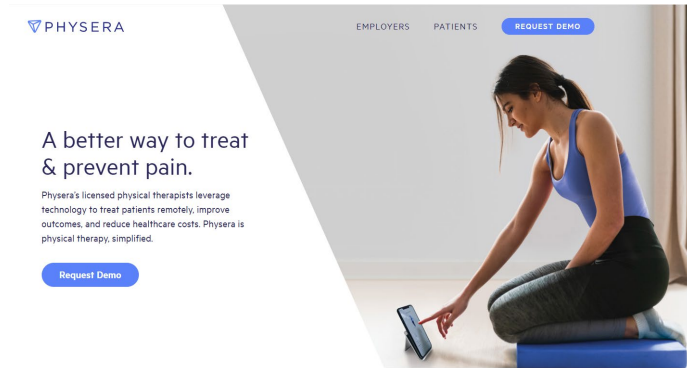 PHYSERA
EMPLOYERS PATIENTS REQUEST DEMO
A better way to treat
& prevent pain.
Physera's licensed physical therapists leverage
technology to treat patients remotely, improve
outcomes, and reduce healthcare costs. Physera is
physical therapy, simplified.
Request Demo